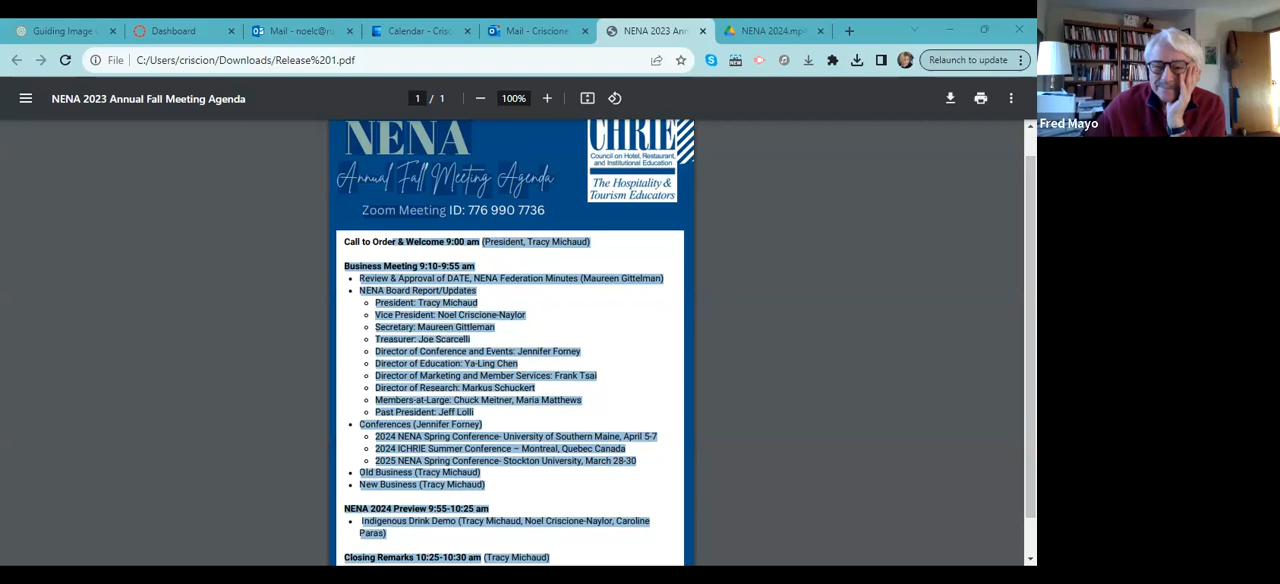 Guiding Image
Dashboard
Mail - noelc@ru
Calendar - Crisc
Mail - Criscione
NENA 2023 Ann
NENA 2024.mp4
File
C:/Users/criscion/Downloads/Release%201.pdf
Relaunch to update
NENA 2023 Annual Fall Meeting Agenda
1 / 1
100%
Fred Mayo
NENA
Annual Fall Meeting Agenda
Zoom Meeting ID: 776 990 7736
CHRIE
Council on Hotel, Restaurant,
and Institutional Education
The Hospitality &
Tourism Educators
Call to Order & Welcome 9:00 am (President, Tracy Michaud)
Business Meeting 9:10-9:55 am
• Review & Approval of DATE, NENA Federation Minutes (Maureen Gittelman)
• NENA Board Report/Updates
○ President: Tracy Michaud
○ Vice President: Noel Criscione-Naylor
○ Secretary: Maureen Gittleman
○ Treasurer: Joe Scarcelli
○ Director of Conference and Events: Jennifer Forney
○ Director of Education: Ya-Ling Chen
○ Director of Marketing and Member Services: Frank Tsai
○ Director of Research: Markus Schuckert
○ Members-at-Large: Chuck Meitner, Maria Matthews
○ Past President: Jeff Lolli
• Conferences (Jennifer Forney)
○ 2024 NENA Spring Conference- University of Southern Maine, April 5-7
○ 2024 ICHRIE Summer Conference – Montreal, Quebec Canada
○ 2025 NENA Spring Conference- Stockton University, March 28-30
• Old Business (Tracy Michaud)
• New Business (Tracy Michaud)
NENA 2024 Preview 9:55-10:25 am
• Indigenous Drink Demo (Tracy Michaud, Noel Criscione-Naylor, Caroline
Paras)
Closing Remarks 10:25-10:30 am (Tracy Michaud)